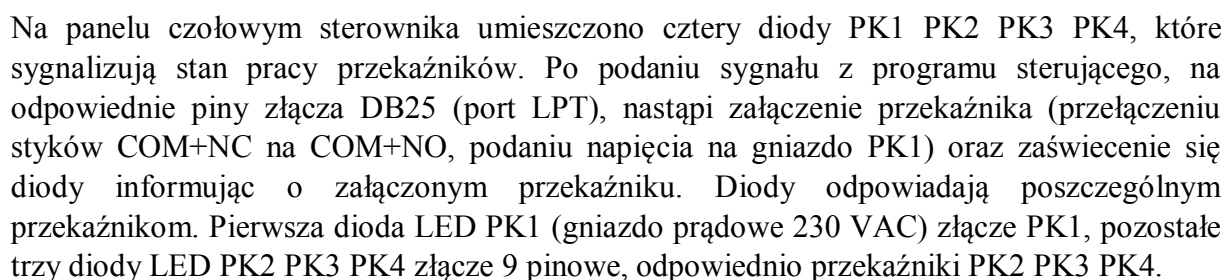 Na panelu czołowym sterownika umieszczono cztery diody PK1 PK2 PK3 PK4, które
sygnalizują stan pracy przekaźników. Po podaniu sygnału z programu sterującego, na
odpowiednie piny złącza DB25 (port LPT), nastąpi załączenie przekaźnika (przełączeniu
styków COM+NC na COM+NO, podaniu napięcia na gniazdo PK1) oraz zaświecenie się
diody informując o załączonym przekaźniku. Diody odpowiadają poszczególnym
przekaźnikom. Pierwsza dioda LED PK1 (gniazdo prądowe 230 VAC) złącze PK1, pozostałe
trzy diody LED PK2 PK3 PK4 złącze 9 pinowe, odpowiednio przekaźniki PK2 PK3 PK4.